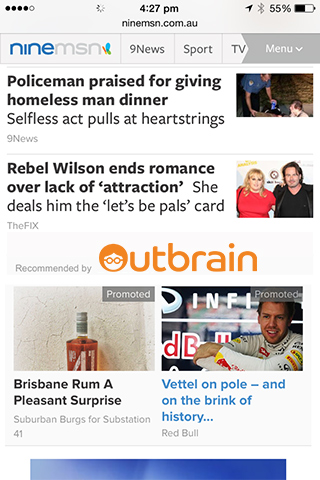 4:27 pm
55%
ninemsn.com.au
ninemsn
9News
Sport
TV
Menu
Policeman praised for giving
homeless man dinner
Selfless act pulls at heartstrings
9News
Rebel Wilson ends romance
over lack of ‘attraction’ She
deals him the ‘let’s be pals’ card
TheFIX
Recommended by
Outbrain
Promoted
Promoted
INFINI
dB
Brisbane Rum A
Pleasant Surprise
Suburban Burgs for Substation
41
Vettel on pole – and
on the brink of
history...
Red Bull